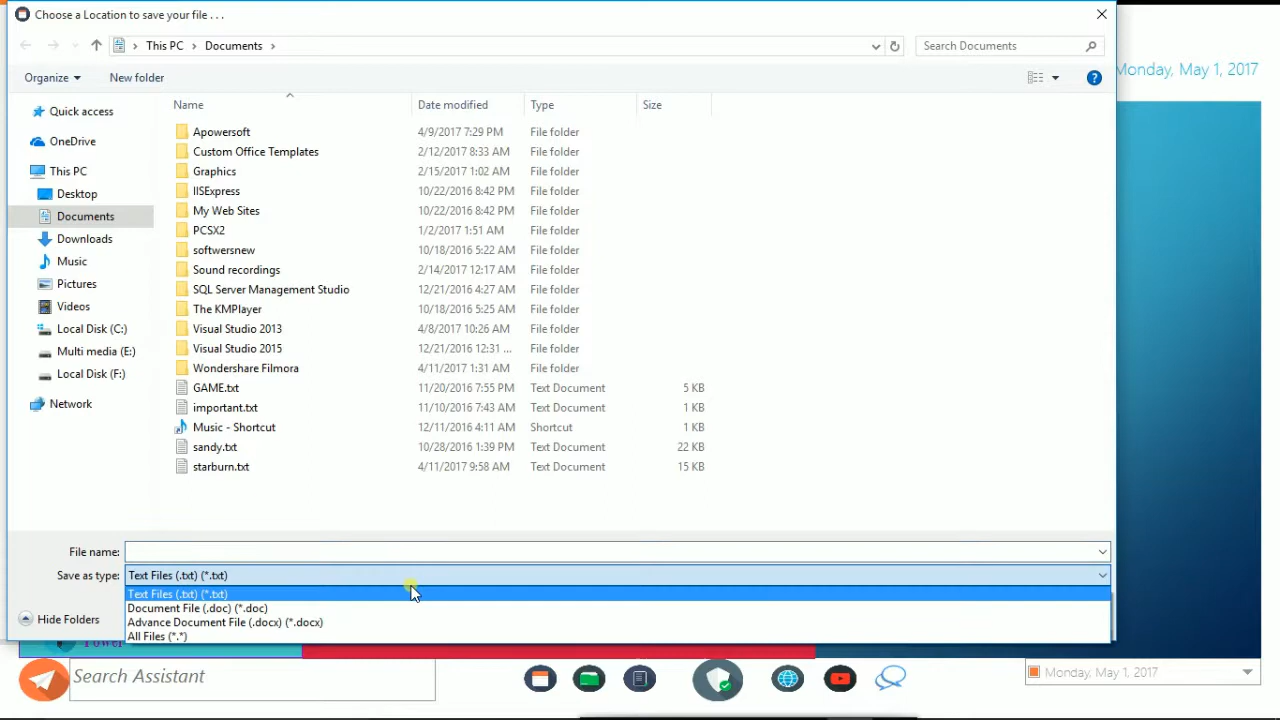 Choose a Location to save your file . . .
This PC > Documents >
Search Documents
Organize
New folder
Monday, May 1, 2017
Name Date modified Type Size
Quick access
OneDrive
This PC
Desktop
Documents
Downloads
Music
Pictures
Videos
Local Disk (C:)
Multi media (E:)
Local Disk (F:)
Network
Apowersoft 4/9/2017 7:29 PM File folder
Custom Office Templates 2/12/2017 8:33 AM File folder
Graphics 2/15/2017 1:02 AM File folder
IISExpress 10/22/2016 8:42 PM File folder
My Web Sites 10/22/2016 8:42 PM File folder
PCSX2 1/2/2017 1:51 AM File folder
softwersnew 10/18/2016 5:22 AM File folder
Sound recordings 2/14/2017 12:17 AM File folder
SQL Server Management Studio 12/21/2016 4:27 AM File folder
The KMPlayer 10/18/2016 5:25 AM File folder
Visual Studio 2013 4/8/2017 10:26 AM File folder
Visual Studio 2015 12/21/2016 12:31 ... File folder
Wondershare Filmora 4/11/2017 1:31 AM File folder
GAME.txt 11/20/2016 7:55 PM Text Document 5 KB
important.txt 11/10/2016 7:43 AM Text Document 1 KB
Music - Shortcut 12/11/2016 4:11 AM Shortcut 1 KB
sandy.txt 10/28/2016 1:39 PM Text Document 22 KB
starburn.txt 4/11/2017 9:58 AM Text Document 15 KB
File name:
Save as type: Text Files (.txt) (*.txt)
Text Files (.txt) (*.txt)
Document File (.doc) (*.doc)
Advance Document File (.docx) (*.docx)
All Files (*.*)
Hide Folders
Power
Search Assistant
Monday, May 1, 2017